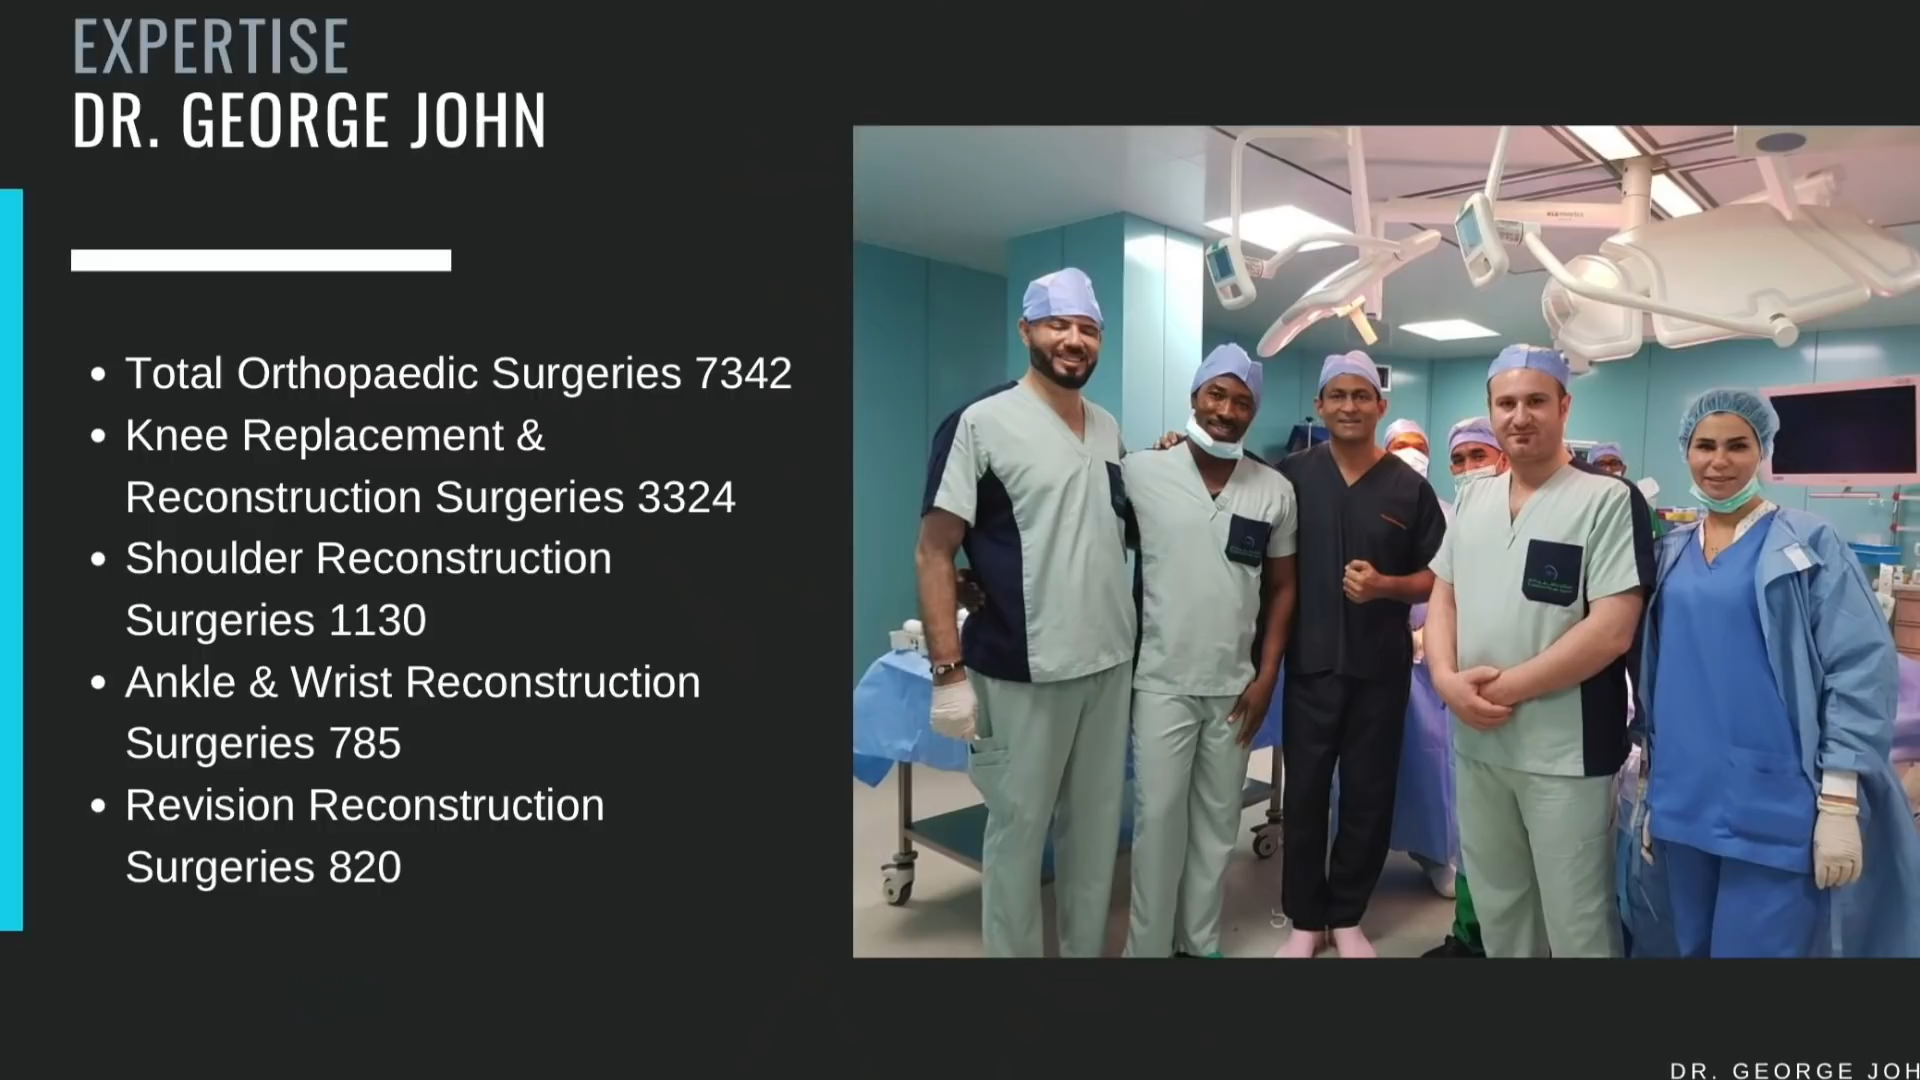 EXPERTISE
DR. GEORGE JOHN
• Total Orthopaedic Surgeries 7342
• Knee Replacement &
Reconstruction Surgeries 3324
• Shoulder Reconstruction
Surgeries 1130
• Ankle & Wrist Reconstruction
Surgeries 785
• Revision Reconstruction
Surgeries 820
DR. GEORGE JOH